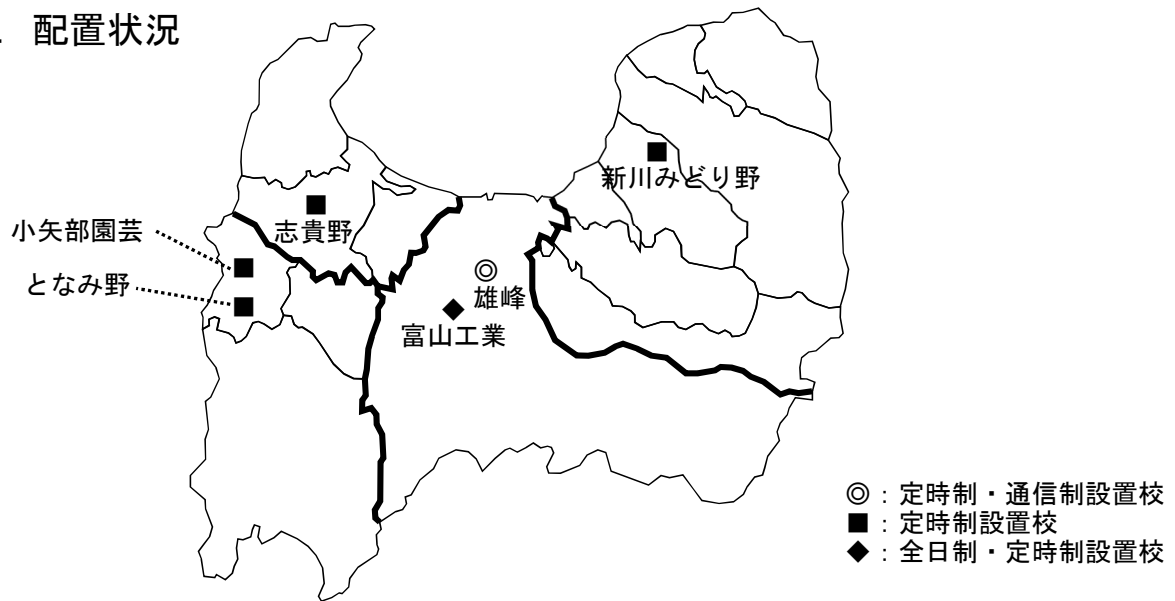 配置状況
新川みどり野
志貴野
小矢部園芸
となみ野
雄峰
富山工業
◎：定時制・通信制設置校
■：定時制設置校
◆：全日制・定時制設置校